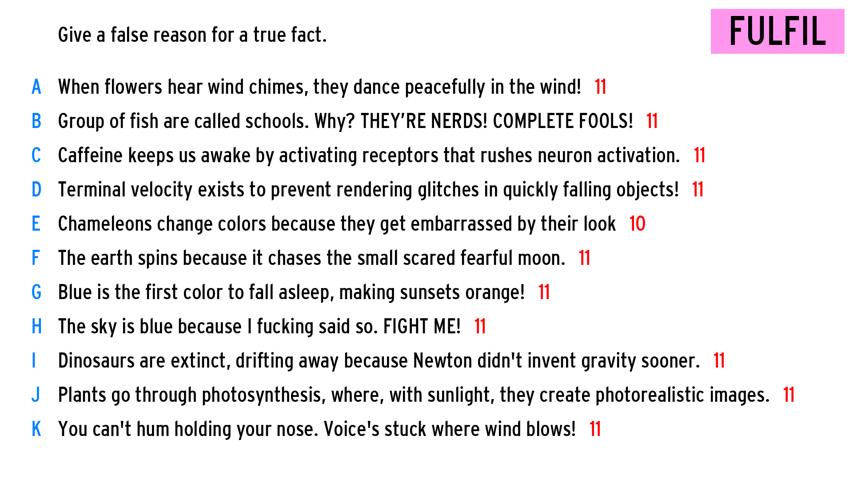 Give a false reason for a true fact.
FULFIL
A When flowers hear wind chimes, they dance peacefully in the wind! 11
B Group of fish are called schools. Why? THEY'RE NERDS! COMPLETE FOOLS! 11
C Caffeine keeps us awake by activating receptors that rushes neuron activation. 11
D Terminal velocity exists to prevent rendering glitches in quickly falling objects! 11
E Chameleons change colors because they get embarrassed by their look 10
F The earth spins because it chases the small scared fearful moon. 11
G Blue is the first color to fall asleep, making sunsets orange! 11
H The sky is blue because I fucking said so. FIGHT ME! 11
I Dinosaurs are extinct, drifting away because Newton didn't invent gravity sooner. 11
J Plants go through photosynthesis, where, with sunlight, they create photorealistic images. 11
K You can't hum holding your nose. Voice's stuck where wind blows! 11